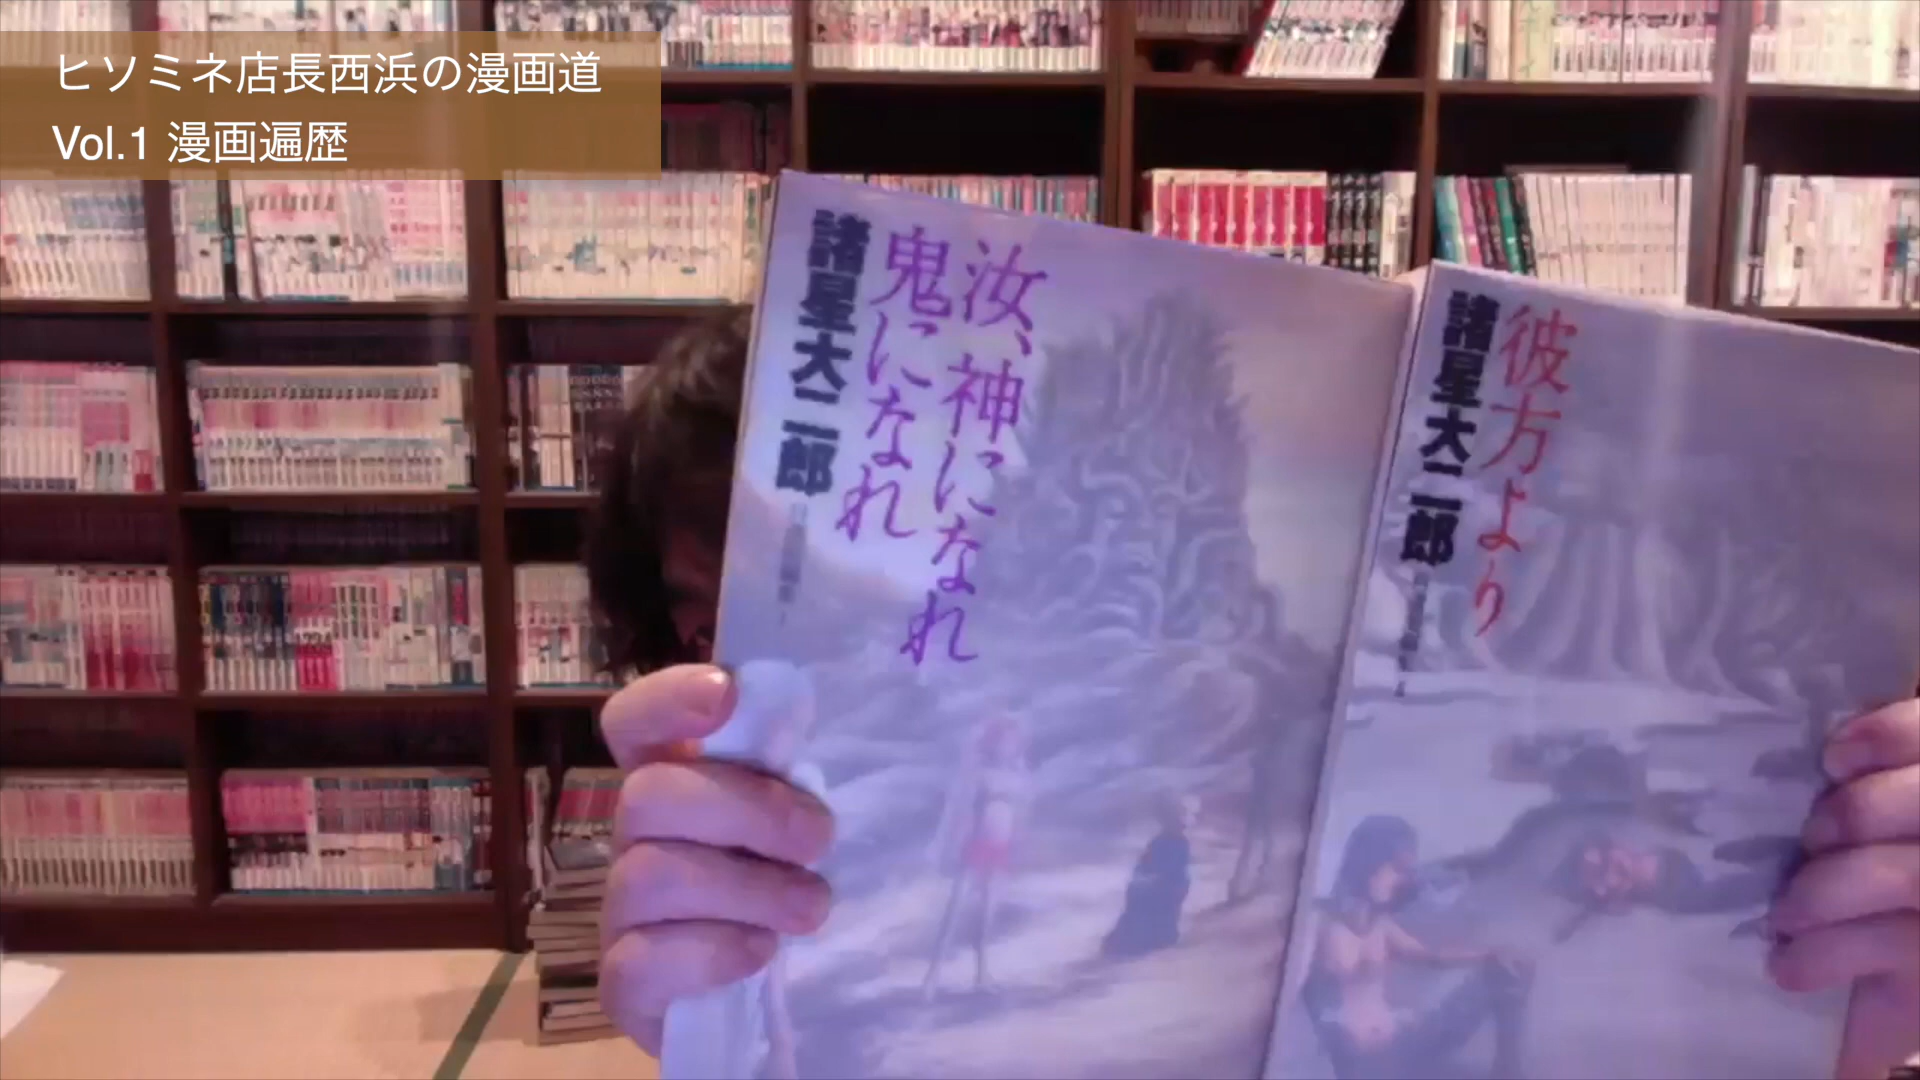 ヒソミネ店長西浜の漫画道
Vol.1 漫画遍歴
汝、神になれ
鬼になれ
諸星大二郎
彼方より
諸星大二郎